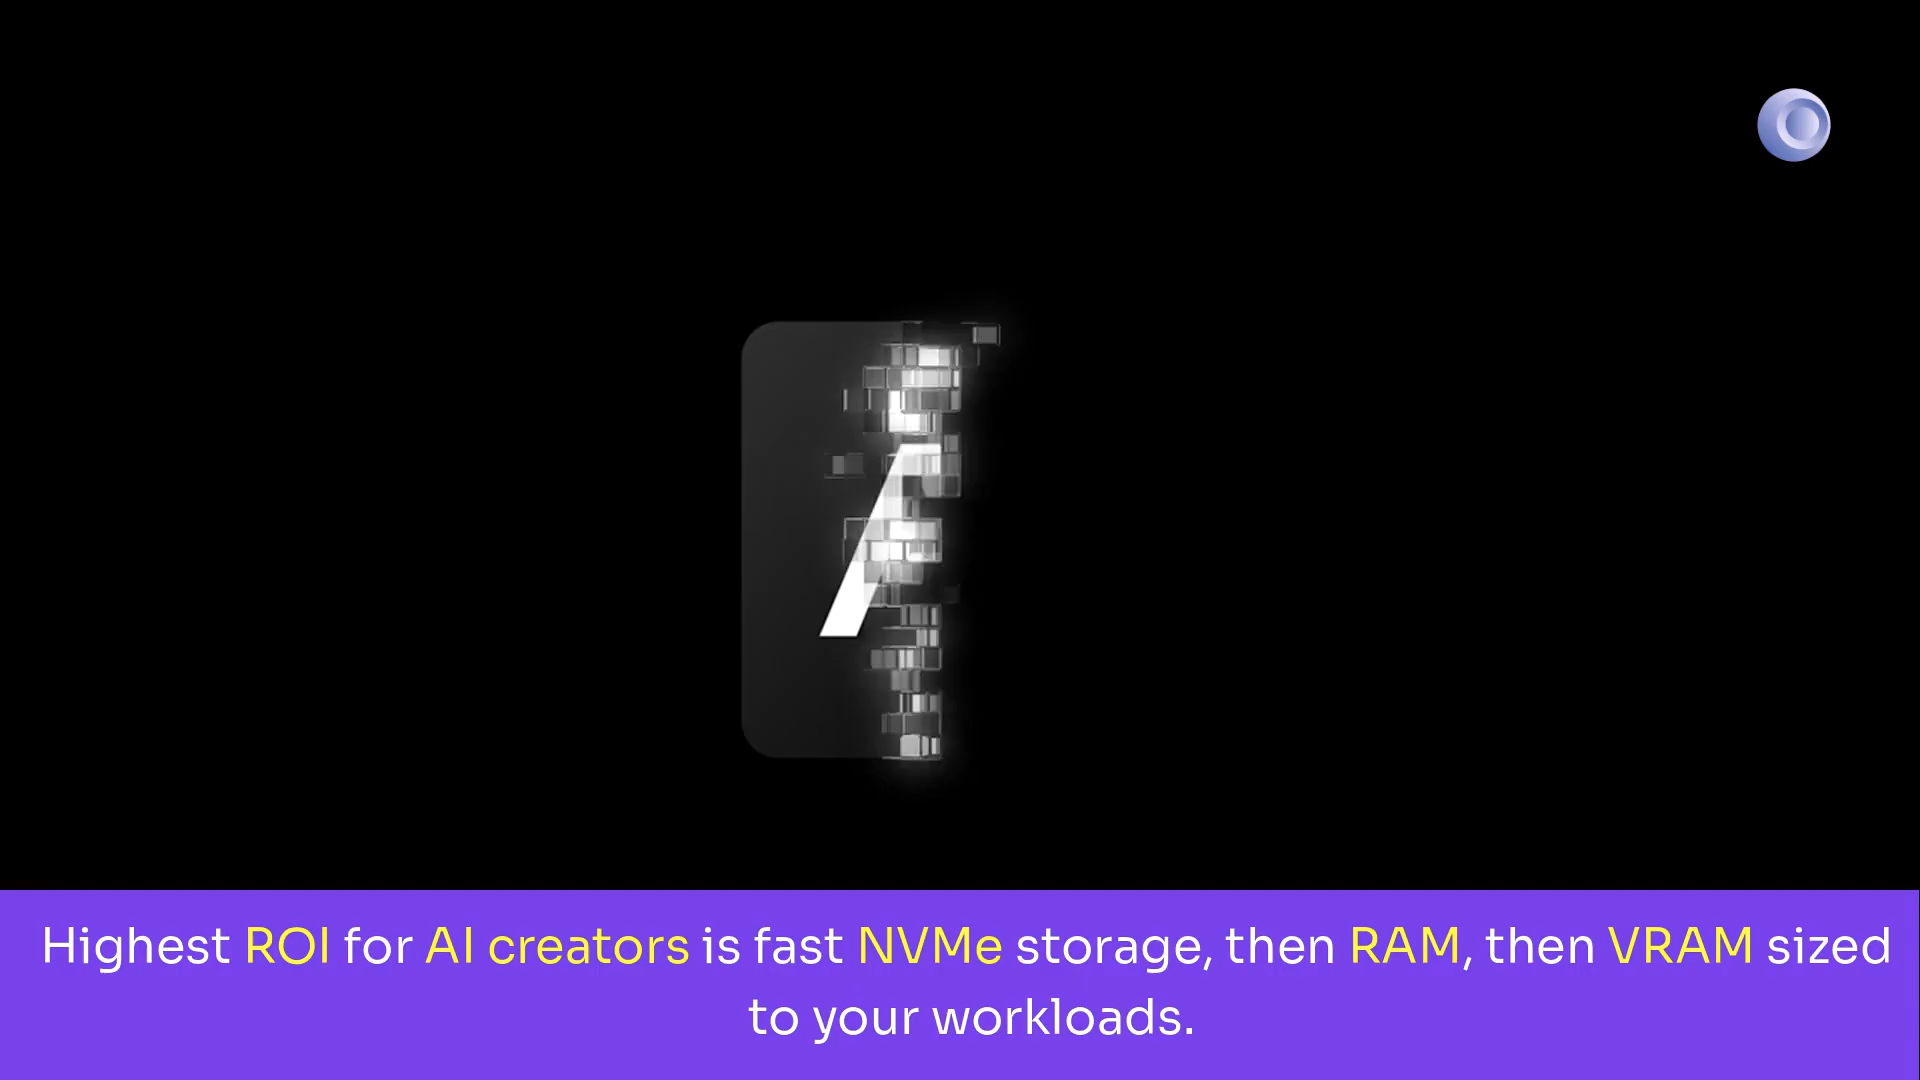 Highest ROI for AI creators is fast NVMe storage, then RAM, then VRAM sized
to your workloads.